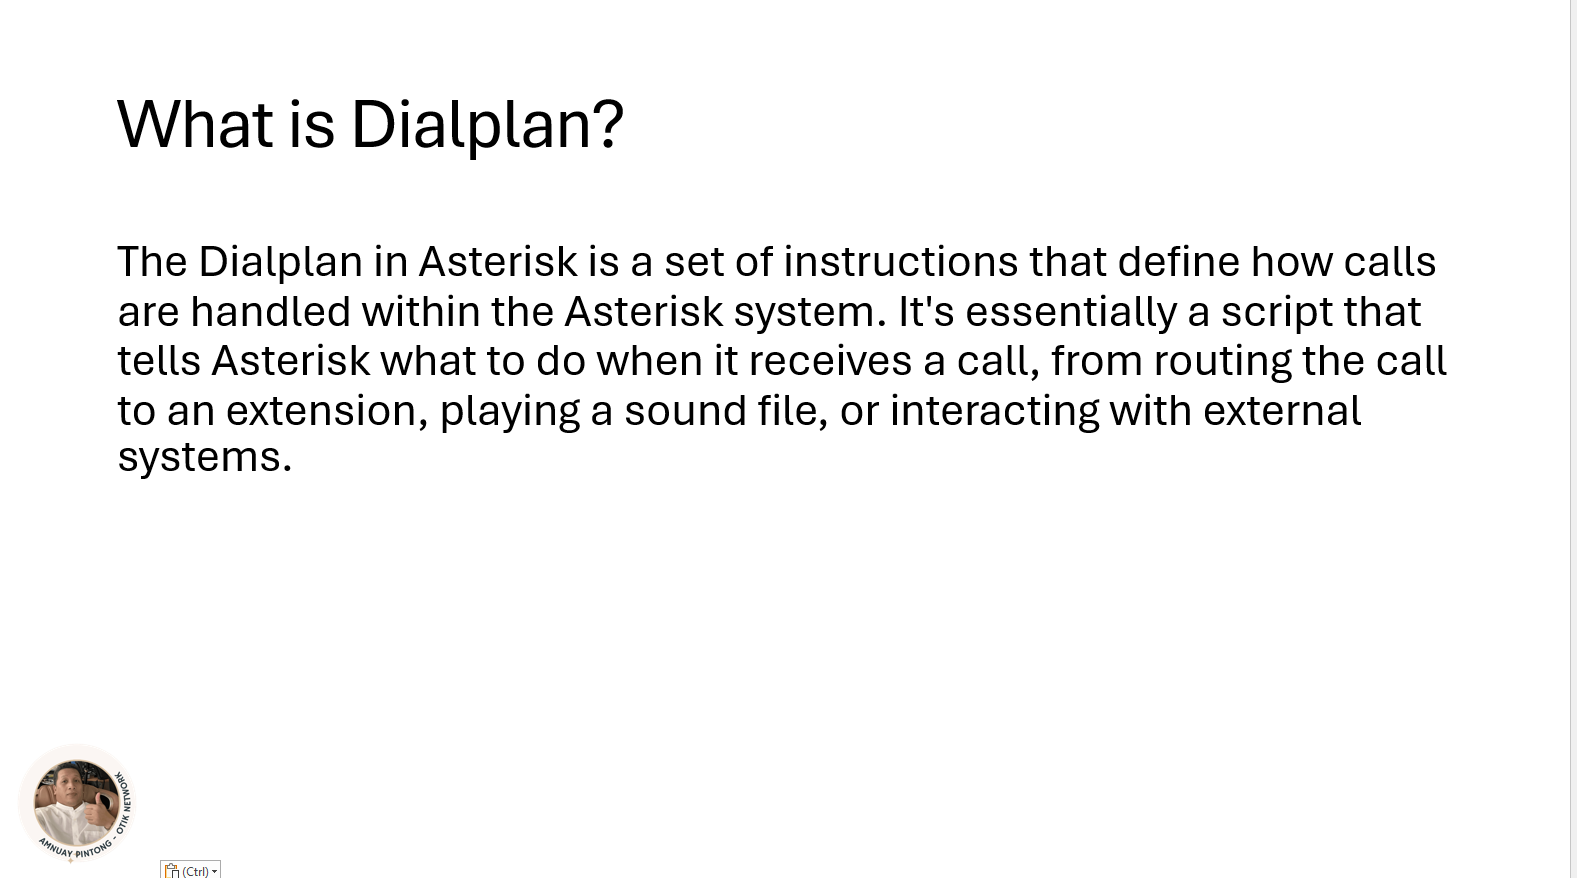 What is Dialplan?
The Dialplan in Asterisk is a set of instructions that define how calls
are handled within the Asterisk system. It's essentially a script that
tells Asterisk what to do when it receives a call, from routing the call
to an extension, playing a sound file, or interacting with external
systems.
AMNUAY PINTONG - OTIK NETWORK
(Ctrl)